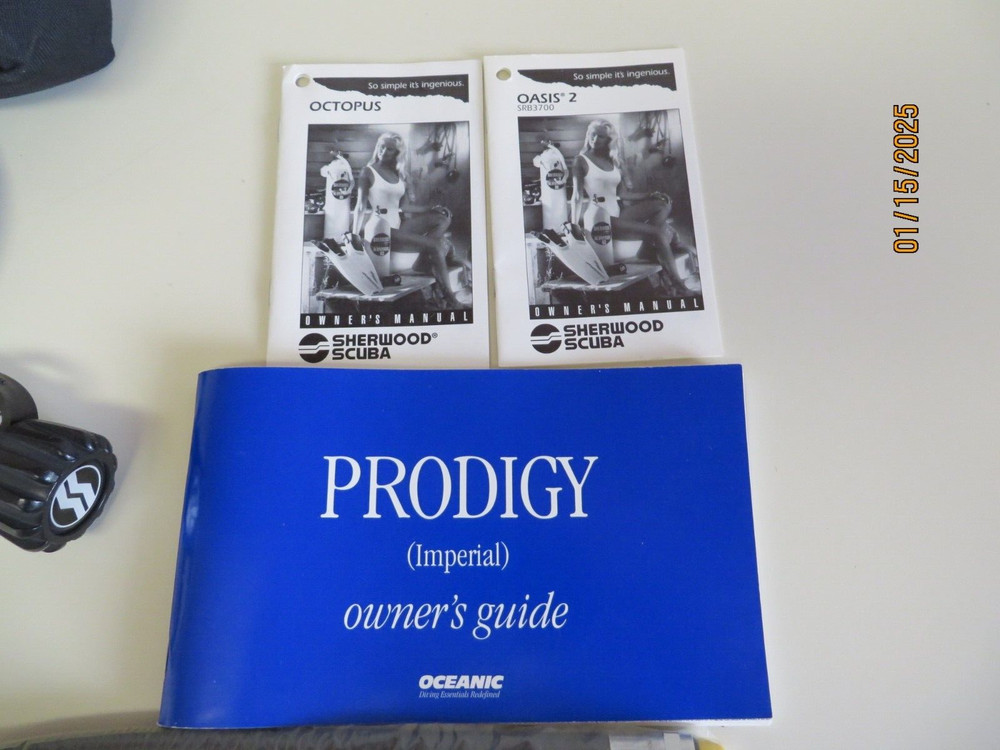 So simple it's ingenious.
OCTOPUS
OWNER'S MANUAL
SHERWOOD®
SCUBA
So simple it's ingenious.
OASIS® 2
SRB3700
OWNER'S MANUAL
SHERWOOD
SCUBA
PRODIGY
(Imperial)
owner's guide
OCEANIC
Diving Essentials Redefined
01/15/2025